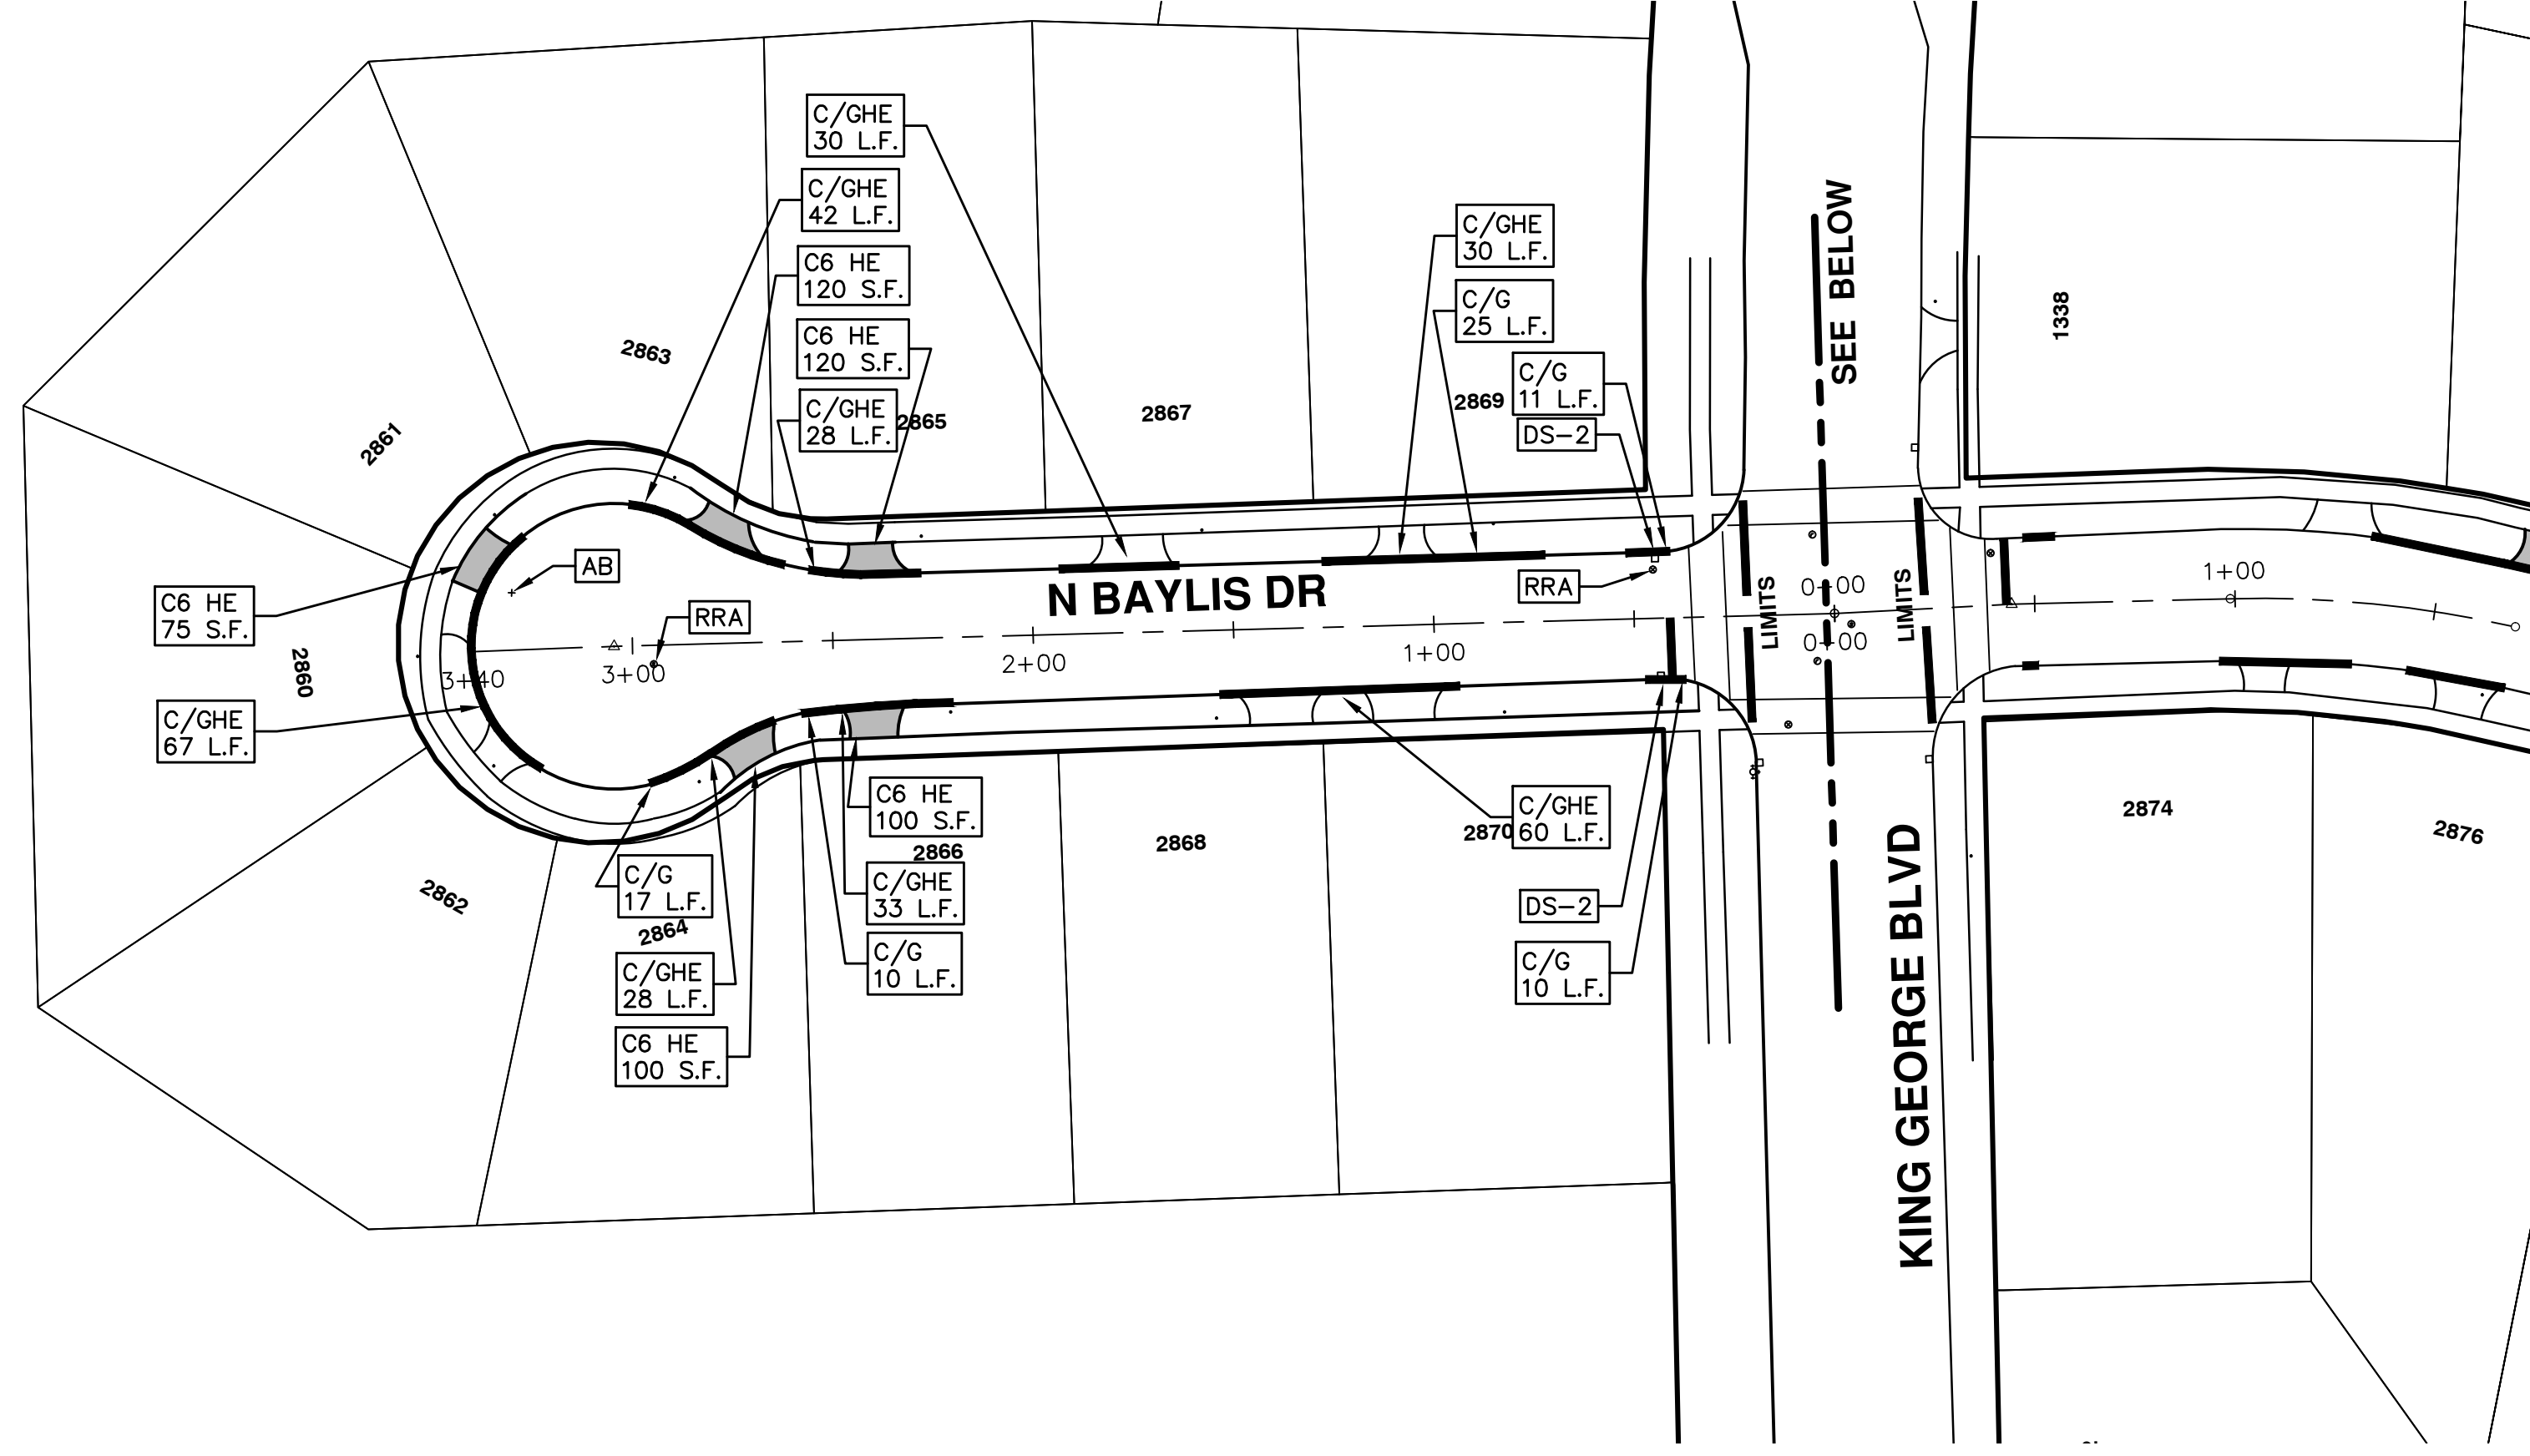 C/GHE
30 L.F.
C/GHE
42 L.F.
C6 HE
120 S.F.
C6 HE
120 S.F.
C/GHE
28 L.F.
2863
2865
2867
2861
C/GHE
30 L.F.
C/G
25 L.F.
2869
C/G
11 L.F.
DS-2
SEE BELOW
1338
AB
C6 HE
75 S.F.
RRA
N BAYLIS DR
RRA
LIMITS
0+00
0+00
LIMITS
1+00
2860
3+40
3+00
2+00
1+00
C/GHE
67 L.F.
C6 HE
100 S.F.
2866
C/GHE
33 L.F.
C/G
10 L.F.
C/G
17 L.F.
2862
2864
C/GHE
28 L.F.
C6 HE
100 S.F.
2868
2870
C/GHE
60 L.F.
DS-2
C/G
10 L.F.
KING GEORGE BLVD
2874
2876